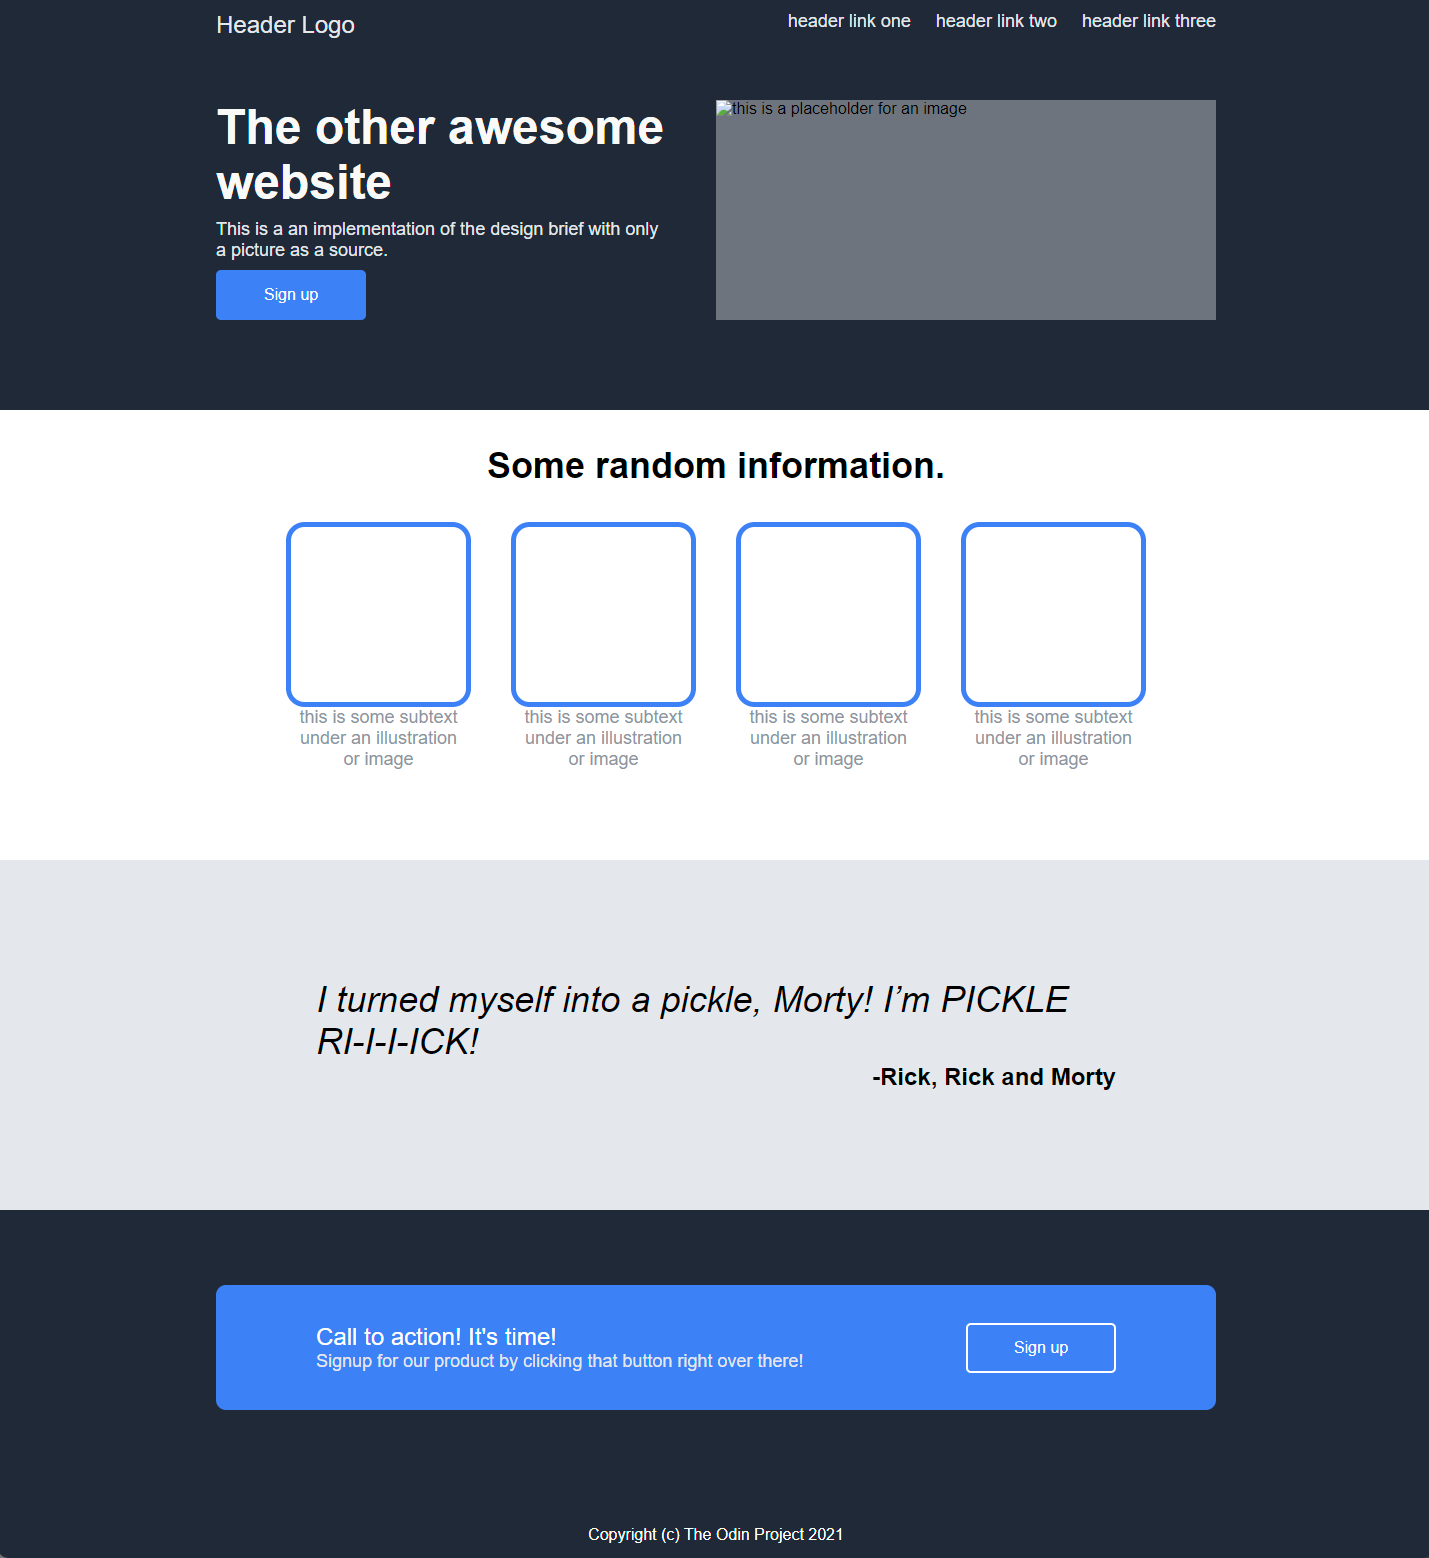 Header Logo
header link one
header link two
header link three
The other awesome
website
This is a an implementation of the design brief with only
a picture as a source.
Sign up
this is a placeholder for an image
Some random information.
this is some subtext
under an illustration
or image
this is some subtext
under an illustration
or image
this is some subtext
under an illustration
or image
this is some subtext
under an illustration
or image
I turned myself into a pickle, Morty! I’m PICKLE
RI-I-I-ICK!
-Rick, Rick and Morty
Call to action! It's time!
Signup for our product by clicking that button right over there!
Sign up
Copyright (c) The Odin Project 2021